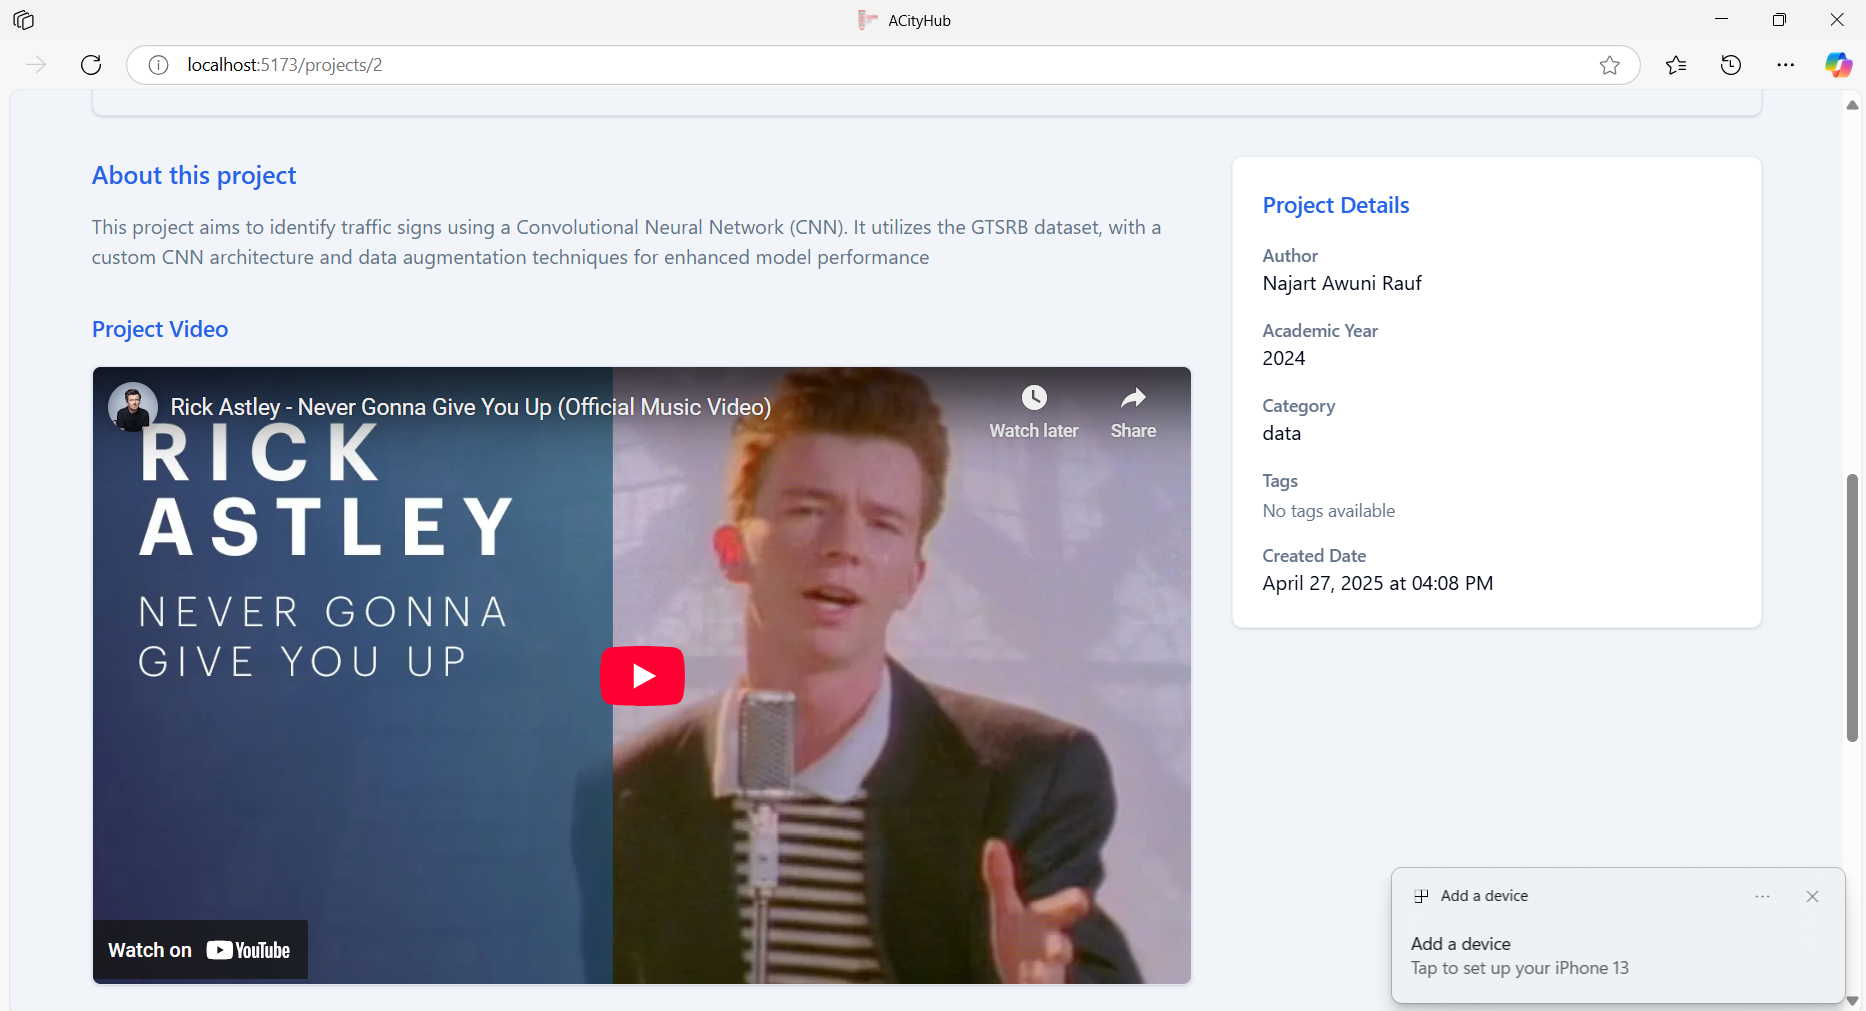 ACityHub
localhost:5173/projects/2
About this project
This project aims to identify traffic signs using a Convolutional Neural Network (CNN). It utilizes the GTSRB dataset, with a
custom CNN architecture and data augmentation techniques for enhanced model performance
Project Video
Rick Astley - Never Gonna Give You Up (Official Music Video)
Watch later
Share
RICK
ASTLEY
NEVER GONNA
GIVE YOU UP
Watch on YouTube
Project Details
Author
Najart Awuni Rauf
Academic Year
2024
Category
data
Tags
No tags available
Created Date
April 27, 2025 at 04:08 PM
Add a device
Add a device
Tap to set up your iPhone 13